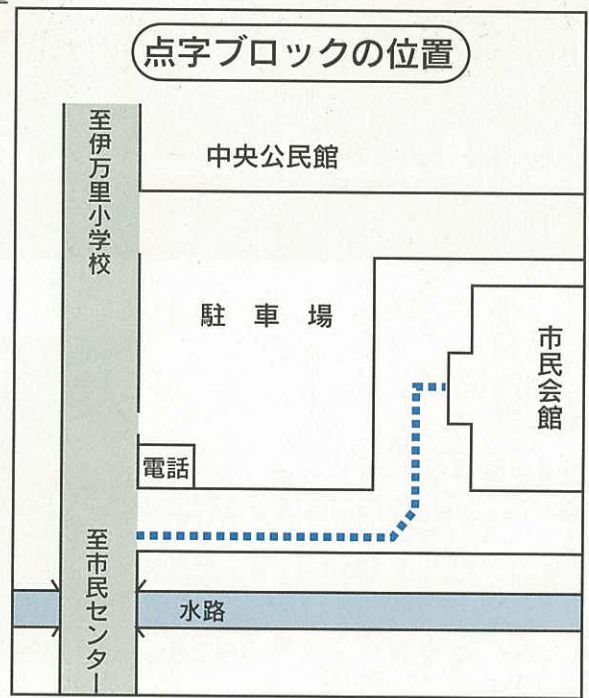 点字ブロックの位置
至伊万里小学校
中央公民館
駐車場
市民会館
電話
至市民センター
水路